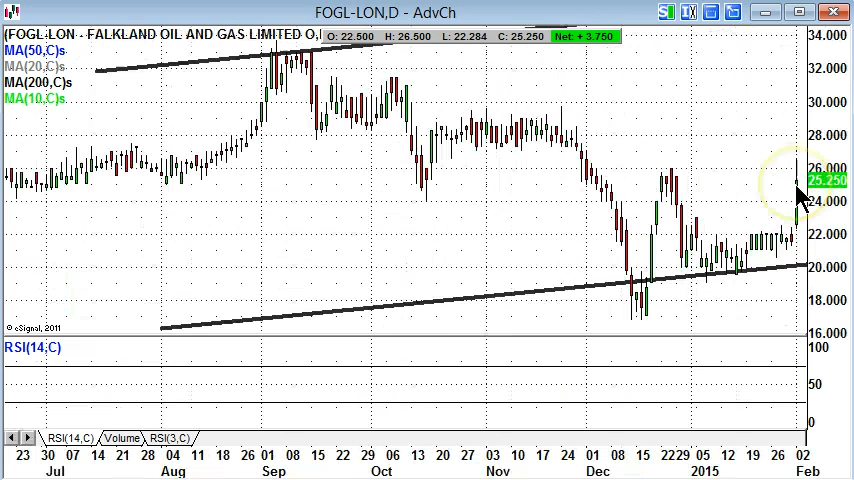 FOGL-LON,D - AdvCh
(FOGL-LON - FALKLAND OIL AND GAS LIMITED O,
O: 22.500 H: 26.500 L: 22.284 C: 25.250 Net: + 3.750
MA(50,C)s
MA(20,C)s
MA(200,C)s
MA(10,C)s
34.000
32.000
30.000
28.000
26.000
25.250
24.000
22.000
20.000
18.000
16.000
© eSignal, 2011
RSI(14,C)
100
50
0
RSI(14,C) Volume RSI(3,C)
23 30 07 14 21 28 04 11 18 26 01 08 15 22 29 06 13 20 27 03 10 17 24 01 08 15 22 29 05 12 19 26 02
Jul Aug Sep Oct Nov Dec 2015 Feb